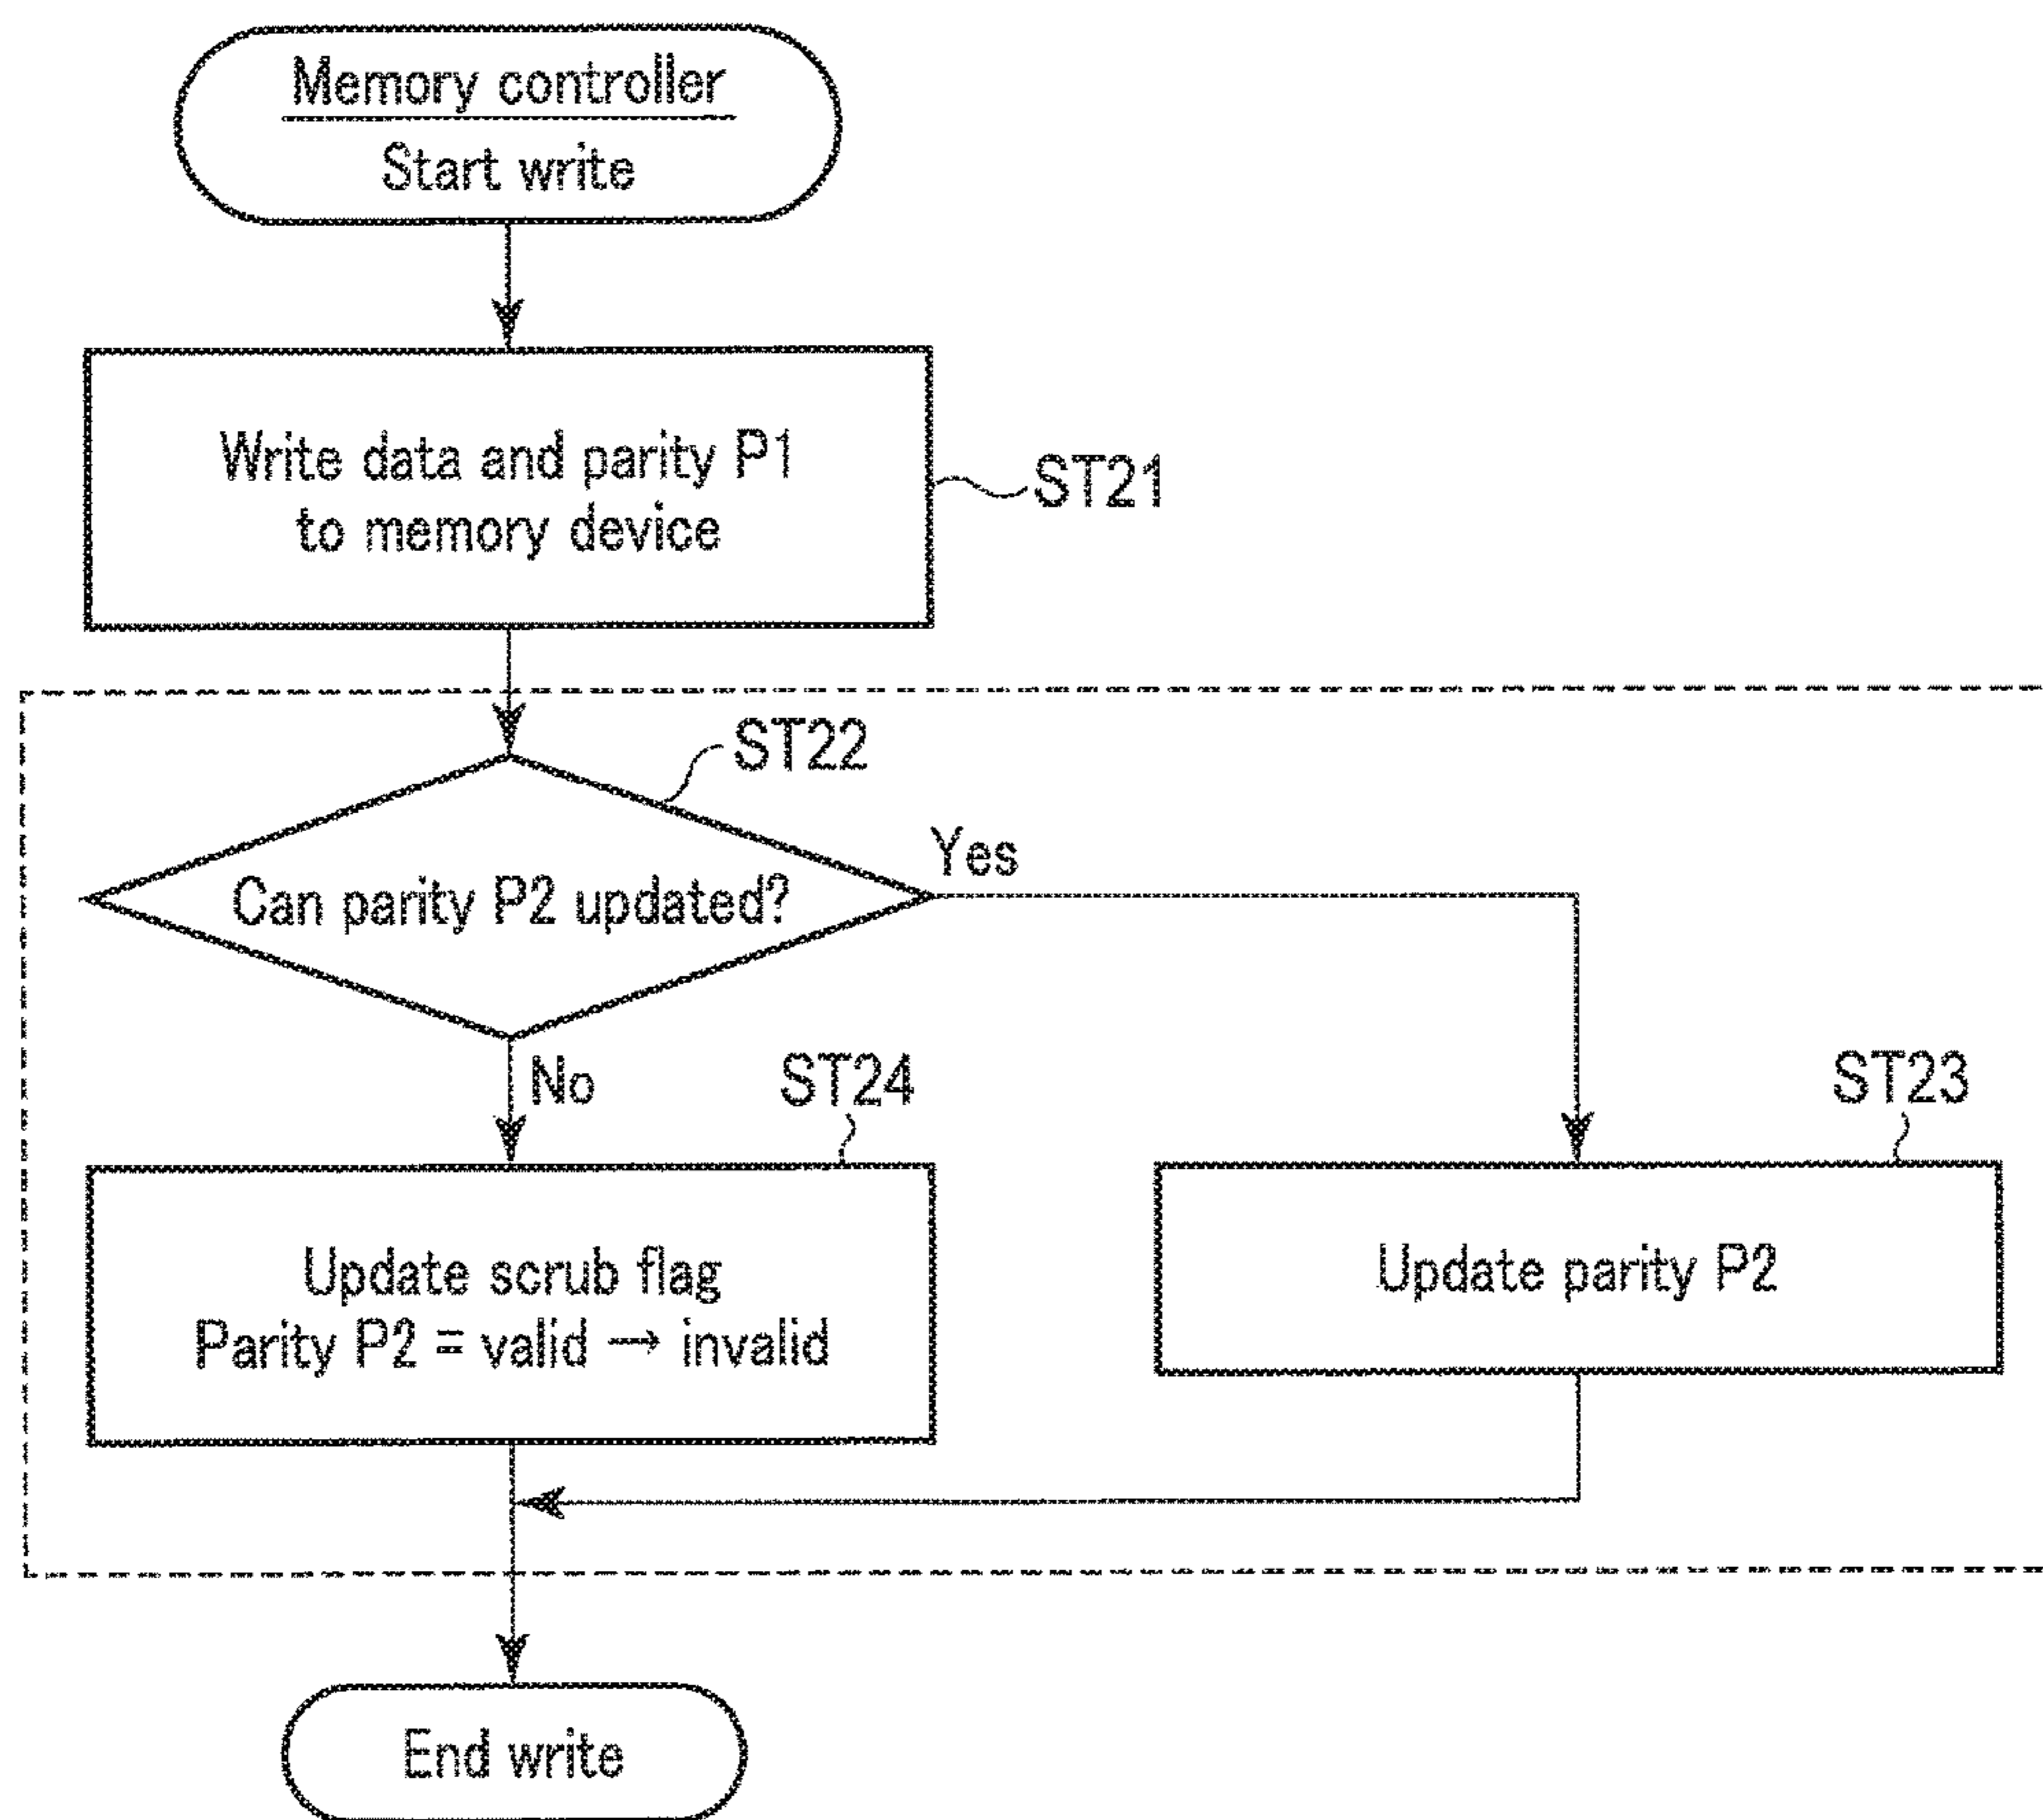 Memory controller
Start write
Write data and parity P1
to memory device
ST21
ST22
Can parity P2 updated?
Yes
No
ST24
ST23
Update scrub flag
Parity P2 = valid → invalid
Update parity P2
End write